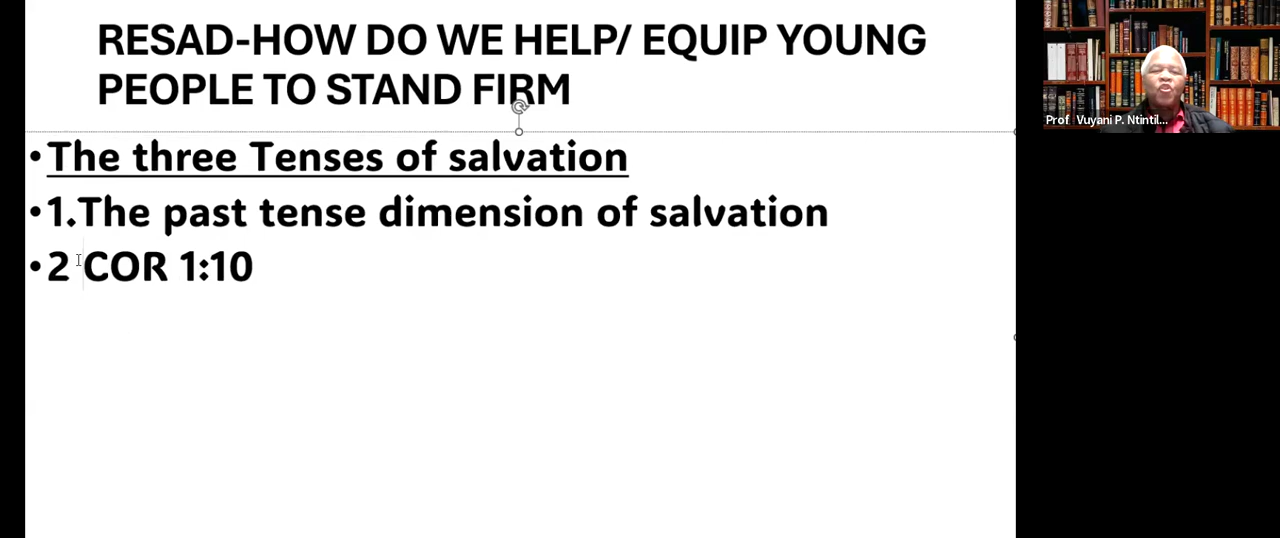 RESAD-HOW DO WE HELP/ EQUIP YOUNG
PEOPLE TO STAND FIRM
•The three Tenses of salvation
•1.The past tense dimension of salvation
•2 COR 1:10
Prof Vuyani P. Ntintil...